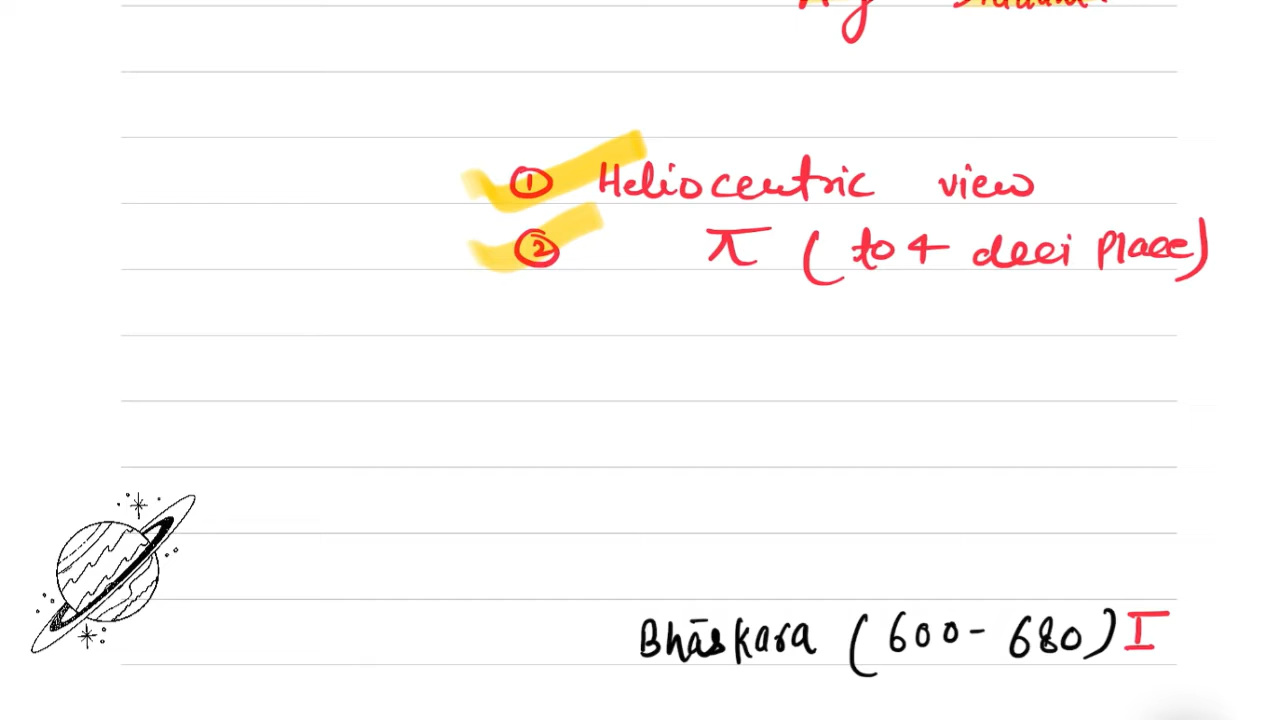 ① Heliocentric view
② π (to 4 deci place)
Bhāskara (600-680) I